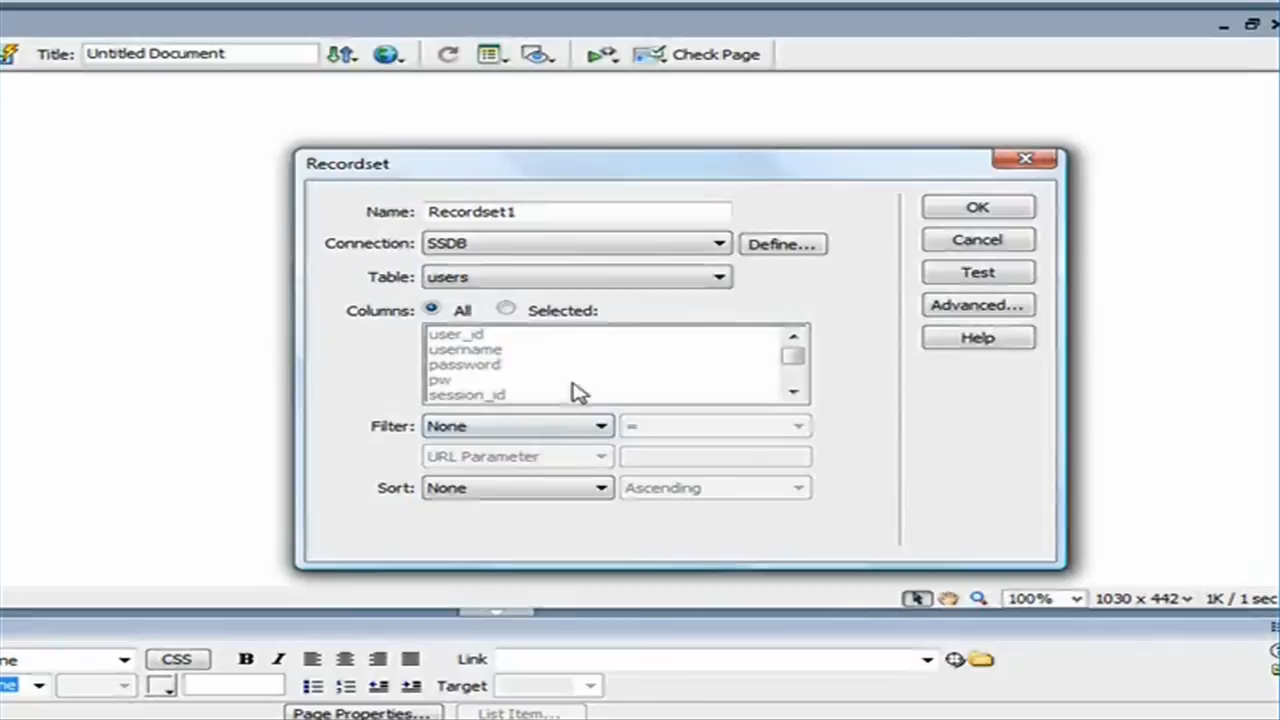 Title: Untitled Document Check Page
Recordset
Name: Recordset1 OK
Connection: SSDB Define... Cancel
Table: users Test
Columns: All Selected: Advanced...
user_id Help
username
password
pw
session_id
Filter: None =
URL Parameter
Sort: None Ascending
100% 1030 x 442 1K / 1 sec
ne CSS B I Link
ne Target
Page Properties... List Item...